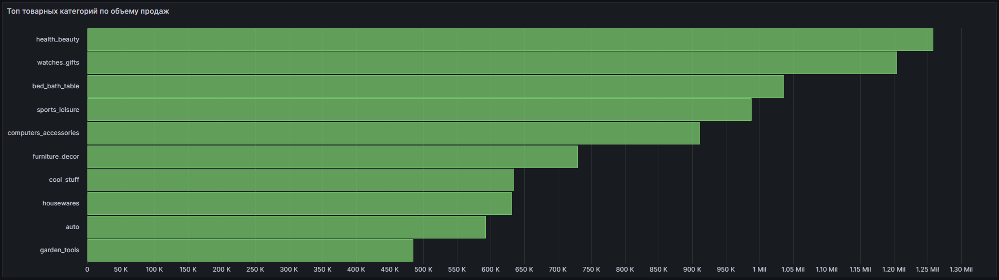 Топ товарных категорий по объему продаж
health_beauty
watches_gifts
bed_bath_table
sports_leisure
computers_accessories
furniture_decor
cool_stuff
housewares
auto
garden_tools
0 50 K 100 K 150 K 200 K 250 K 300 K 350 K 400 K 450 K 500 K 550 K 600 K 650 K 700 K 750 K 800 K 850 K 900 K 950 K 1 Mil 1.05 Mil 1.10 Mil 1.15 Mil 1.20 Mil 1.25 Mil 1.30 Mil